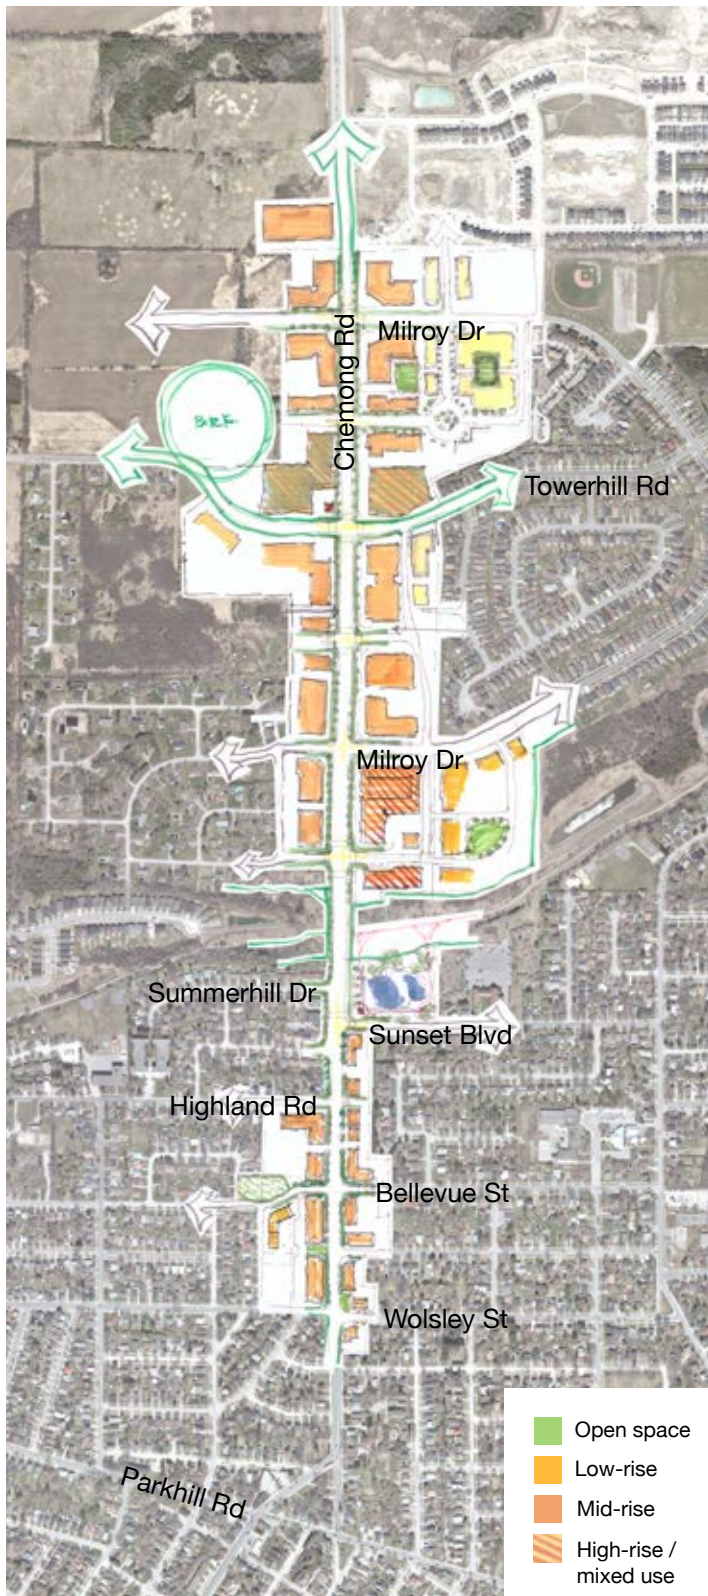 Chemong Rd
Milroy Dr
Towerhill Rd
Milroy Dr
Summerhill Dr
Sunset Blvd
Highland Rd
Bellevue St
Wolsley St
Parkhill Rd
Open space
Low-rise
Mid-rise
High-rise /
mixed use